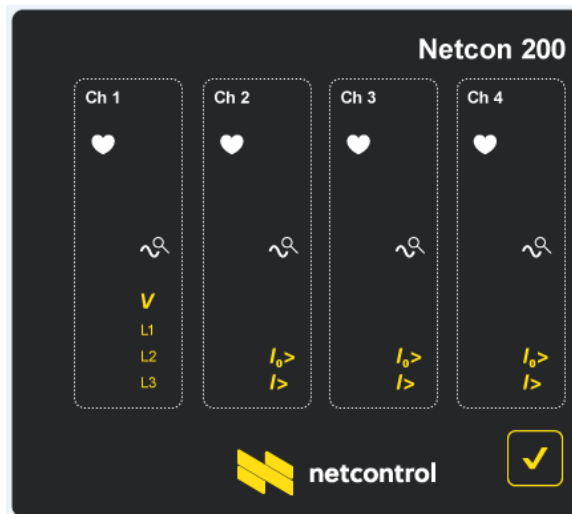 Netcon 200
Ch 1
Ch 2
Ch 3
Ch 4
V
L1
L2
L3
I₀>
I>
I₀>
I>
I₀>
I>
netcontrol